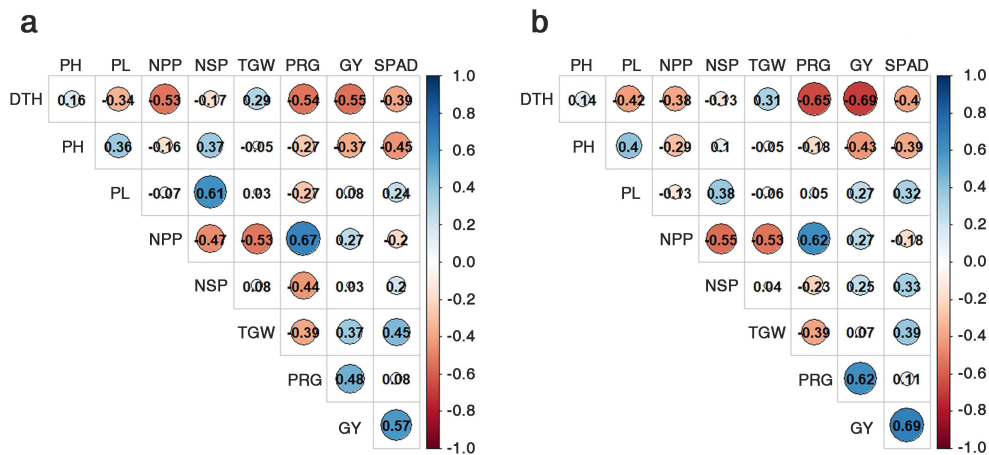 a
PH PL NPP NSP TGW PRG GY SPAD
1.0
DTH 0.16 -0.34 -0.53 -0.17 0.29 -0.54 -0.55 -0.39
0.8
PH 0.36 -0.16 0.37 -0.05 -0.27 -0.37 -0.45
0.6
PL -0.07 0.61 0.03 -0.27 0.08 0.24
0.4
0.2
NPP -0.47 -0.53 0.67 0.27 -0.2
0.0
NSP 0.08 -0.44 0.03 0.2
-0.2
TGW -0.39 0.37 0.45
-0.4
PRG 0.48 0.08
-0.6
-0.8
GY 0.57
-1.0
b
PH PL NPP NSP TGW PRG GY SPAD
1.0
DTH 0.14 -0.42 -0.38 -0.13 0.31 -0.65 -0.69 -0.4
0.8
PH 0.4 -0.29 0.1 -0.05 -0.18 -0.43 -0.39
0.6
PL -0.13 0.38 -0.06 0.05 0.27 0.32
0.4
0.2
NPP -0.55 -0.53 0.62 0.27 -0.18
0.0
NSP 0.04 -0.23 0.25 0.33
-0.2
TGW -0.39 0.07 0.39
-0.4
PRG 0.62 0.11
-0.6
-0.8
GY 0.69
-1.0